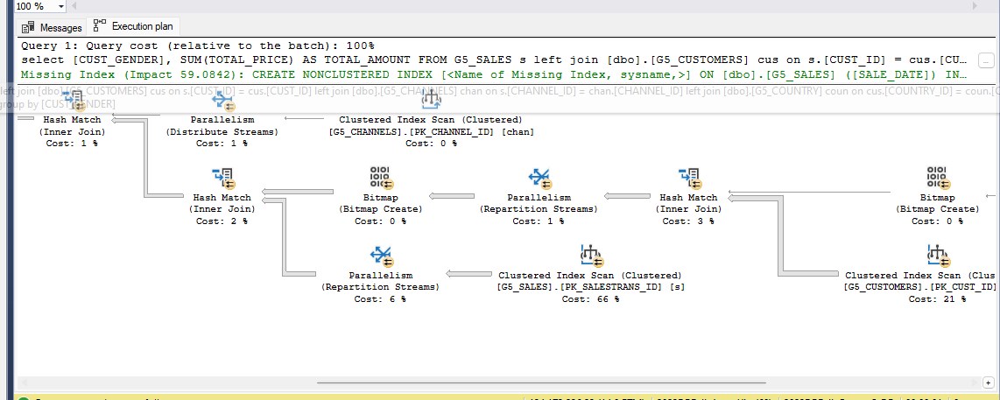 100 %
Messages
Execution plan
Query 1: Query cost (relative to the batch): 100%
select [CUST_GENDER], SUM(TOTAL_PRICE) AS TOTAL_AMOUNT FROM G5_SALES s left join [dbo].[G5_CUSTOMERS] cus on s.[CUST_ID] = cus.[CU…
Missing Index (Impact 59.0842): CREATE NONCLUSTERED INDEX [<Name of Missing Index, sysname,>] ON [dbo].[G5_SALES] ([SALE_DATE]) IN…
left join [dbo].[G5_CUSTOMERS] cus on s.[CUST_ID] = cus.[CUST_ID] left join [dbo].[G5_CHANNELS] chan on s.[CHANNEL_ID] = chan.[CHANNEL_ID] left join [dbo].[G5_COUNTRY] coun on cus.[COUNTRY_ID] = coun.[
group by [CUST_GENDER]
Hash Match
(Inner Join)
Cost: 1 %
Parallelism
(Distribute Streams)
Cost: 1 %
Clustered Index Scan (Clustered)
[G5_CHANNELS].[PK_CHANNEL_ID] [chan]
Cost: 0 %
Hash Match
(Inner Join)
Cost: 2 %
Bitmap
(Bitmap Create)
Cost: 0 %
Parallelism
(Repartition Streams)
Cost: 1 %
Hash Match
(Inner Join)
Cost: 3 %
Bitmap
(Bitmap Create)
Cost: 0 %
Parallelism
(Repartition Streams)
Cost: 6 %
Clustered Index Scan (Clustered)
[G5_SALES].[PK_SALESTRANS_ID] [s]
Cost: 66 %
Clustered Index Scan (Clus
[G5_CUSTOMERS].[PK_CUST_ID]
Cost: 21 %